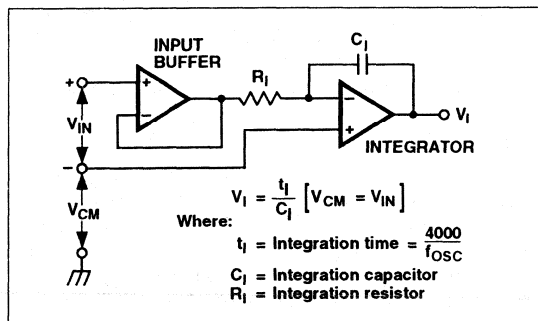 INPUT
BUFFER
C_I
R_I
+
+
−
−
+
V_I
INTEGRATOR
V_IN
−
V_CM
V_I = t_I/C_I [V_CM = V_IN]
Where:
t_I = Integration time = 4000/f_OSC
C_I = Integration capacitor
R_I = Integration resistor